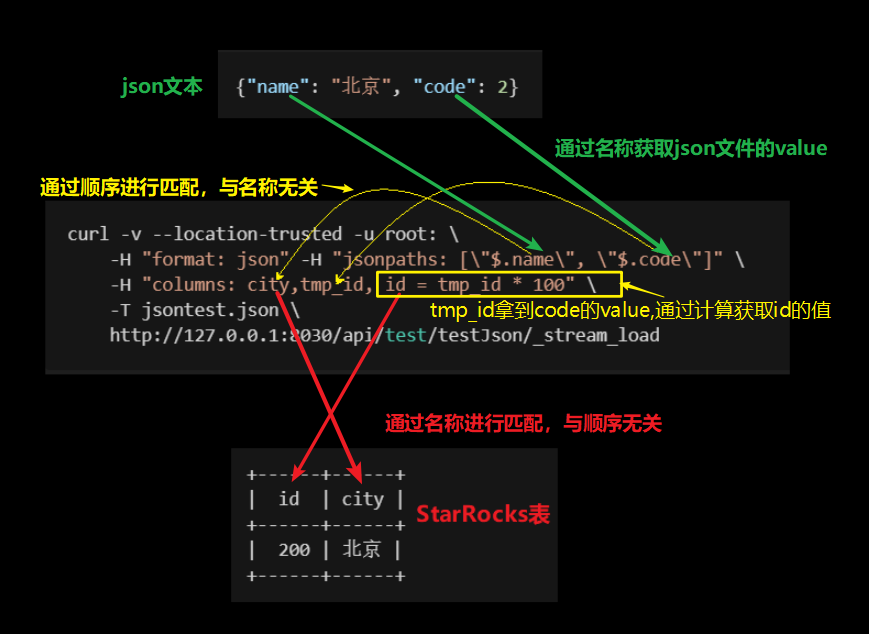 json文本
{"name": "北京", "code": 2}
通过名称获取json文件的value
通过顺序进行匹配，与名称无关
curl -v --location-trusted -u root: \
-H "format: json" -H "jsonpaths: [\"$.name\", \"$.code\"]" \
-H "columns: city,tmp_id, id = tmp_id * 100" \
-T jsontest.json \
tmp_id拿到code的value,通过计算获取id的值
http://127.0.0.1:8030/api/test/testJson/_stream_load
通过名称进行匹配，与顺序无关
+------+------+
| id | city |
+------+------+
| 200 | 北京 |
+------+------+
StarRocks表